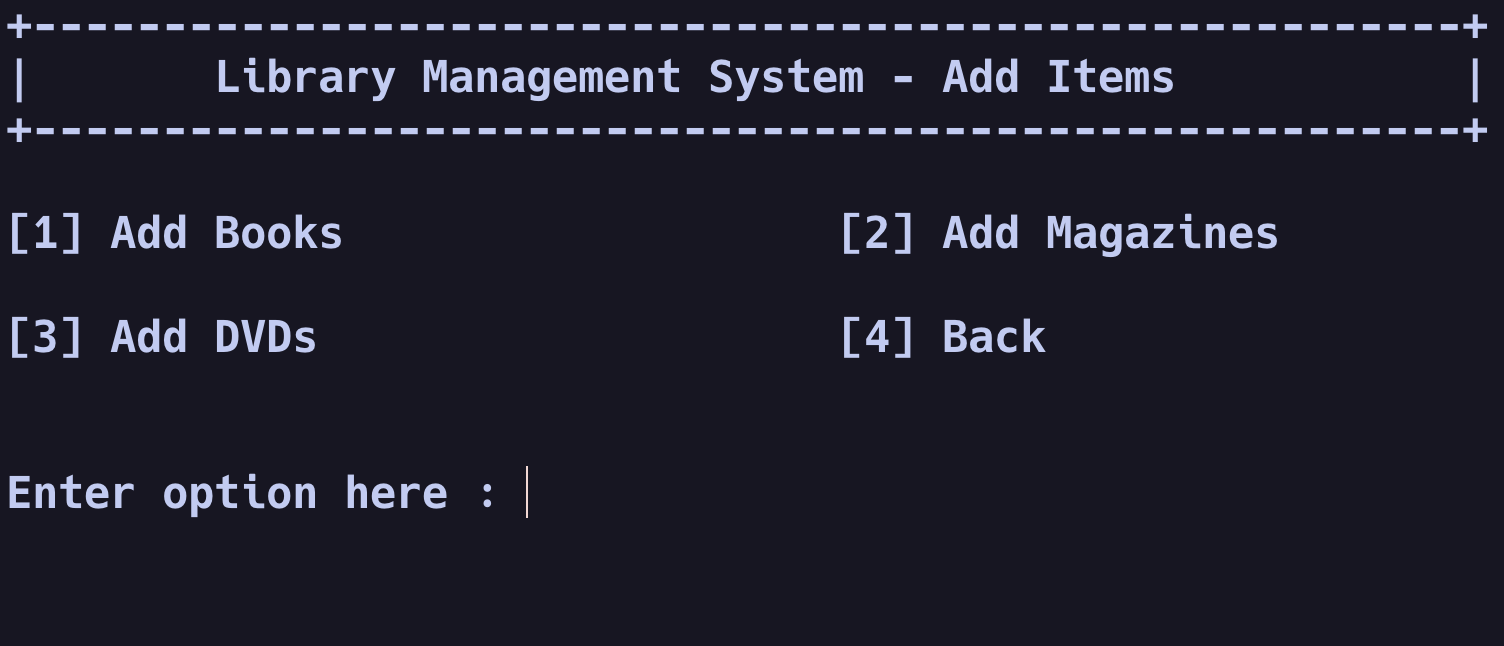 +-------------------------------------------------------+
|       Library Management System - Add Items           |
+-------------------------------------------------------+
[1] Add Books                   [2] Add Magazines
[3] Add DVDs                    [4] Back
Enter option here :